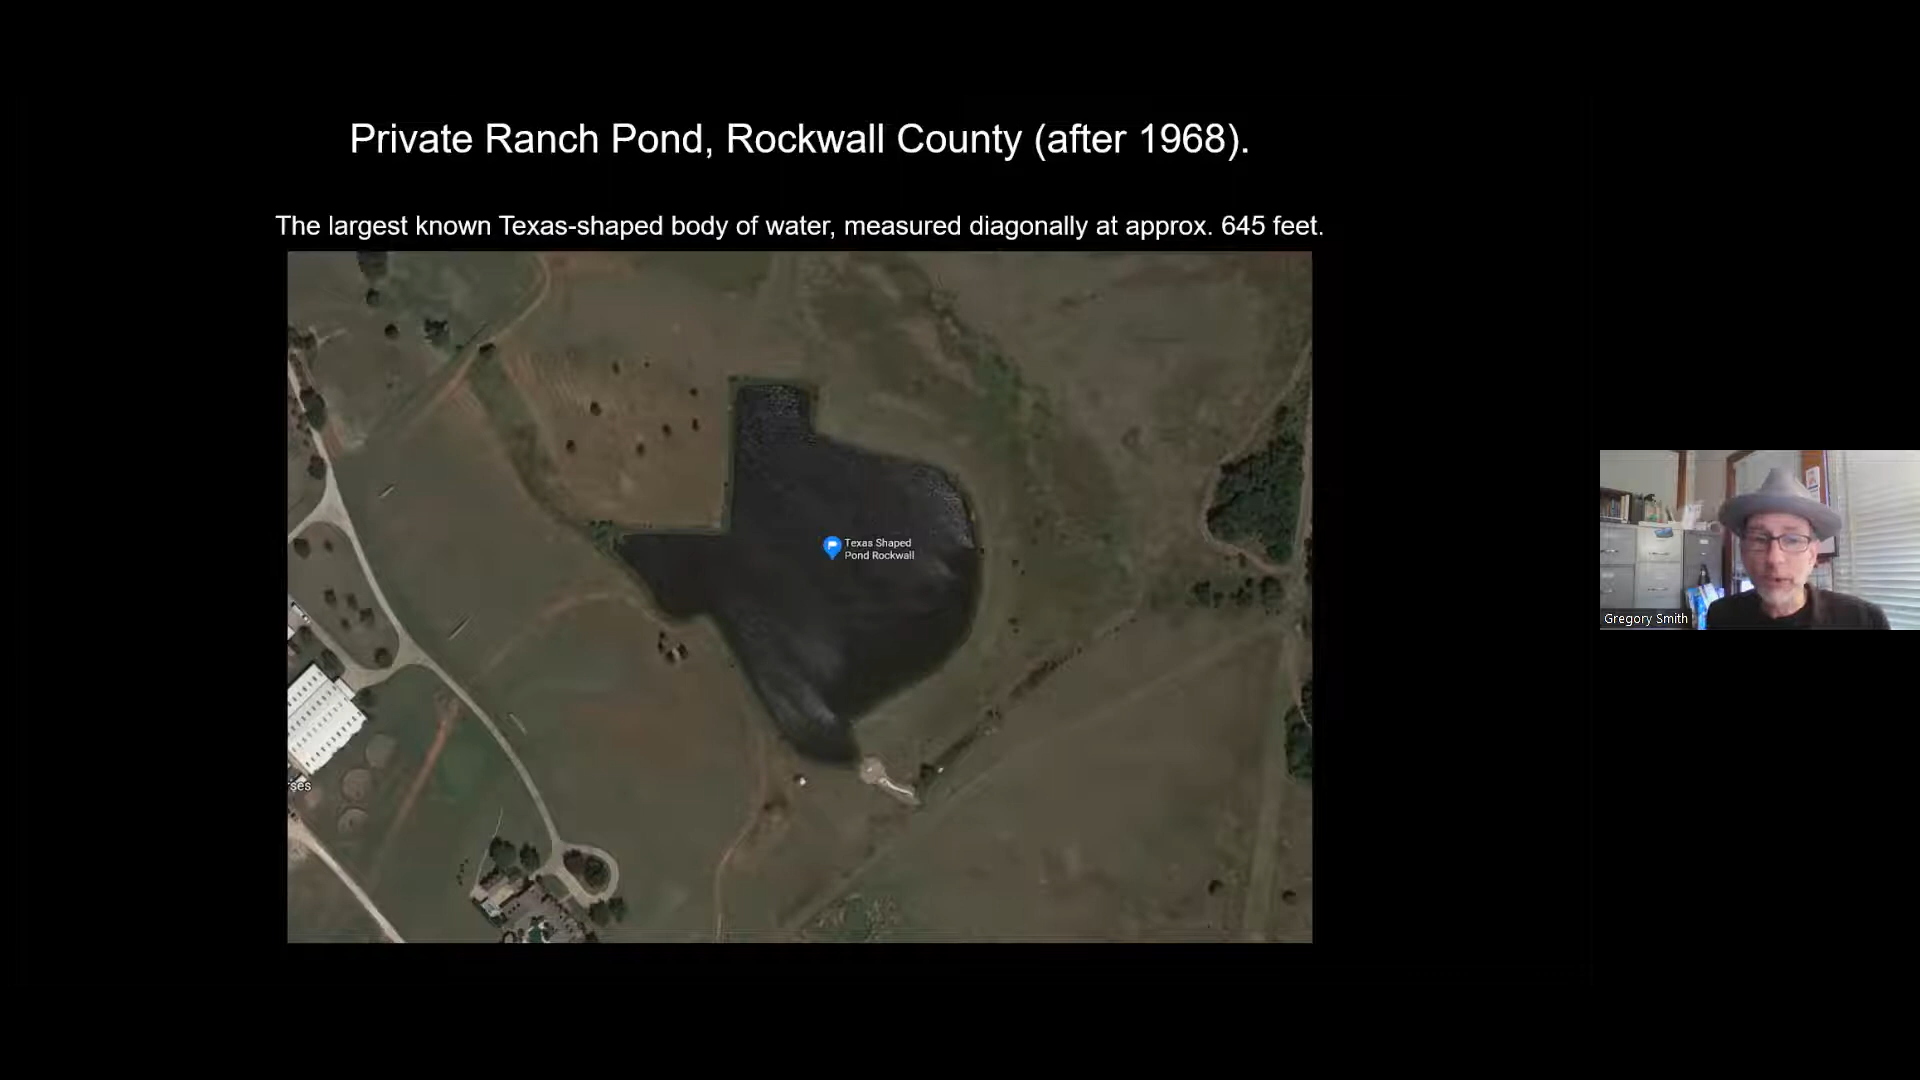 Private Ranch Pond, Rockwall County (after 1968).
The largest known Texas-shaped body of water, measured diagonally at approx. 645 feet.
Texas Shaped
Pond Rockwall
Gregory Smith
ses